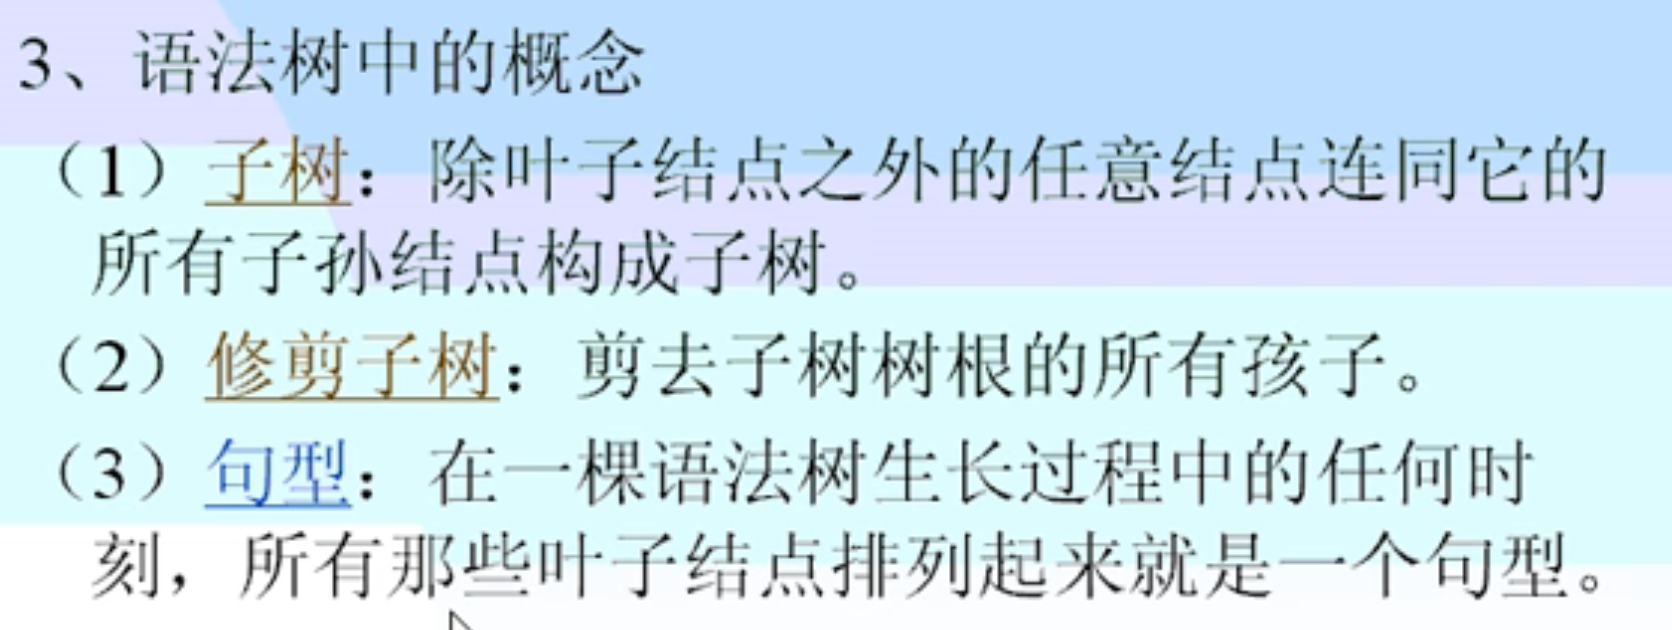 3、语法树中的概念
（1）子树：除叶子结点之外的任意结点连同它的
所有子孙结点构成子树。
（2）修剪子树：剪去子树树根的所有孩子。
（3）句型：在一棵语法树生长过程中的任何时
刻，所有那些叶子结点排列起来就是一个句型。